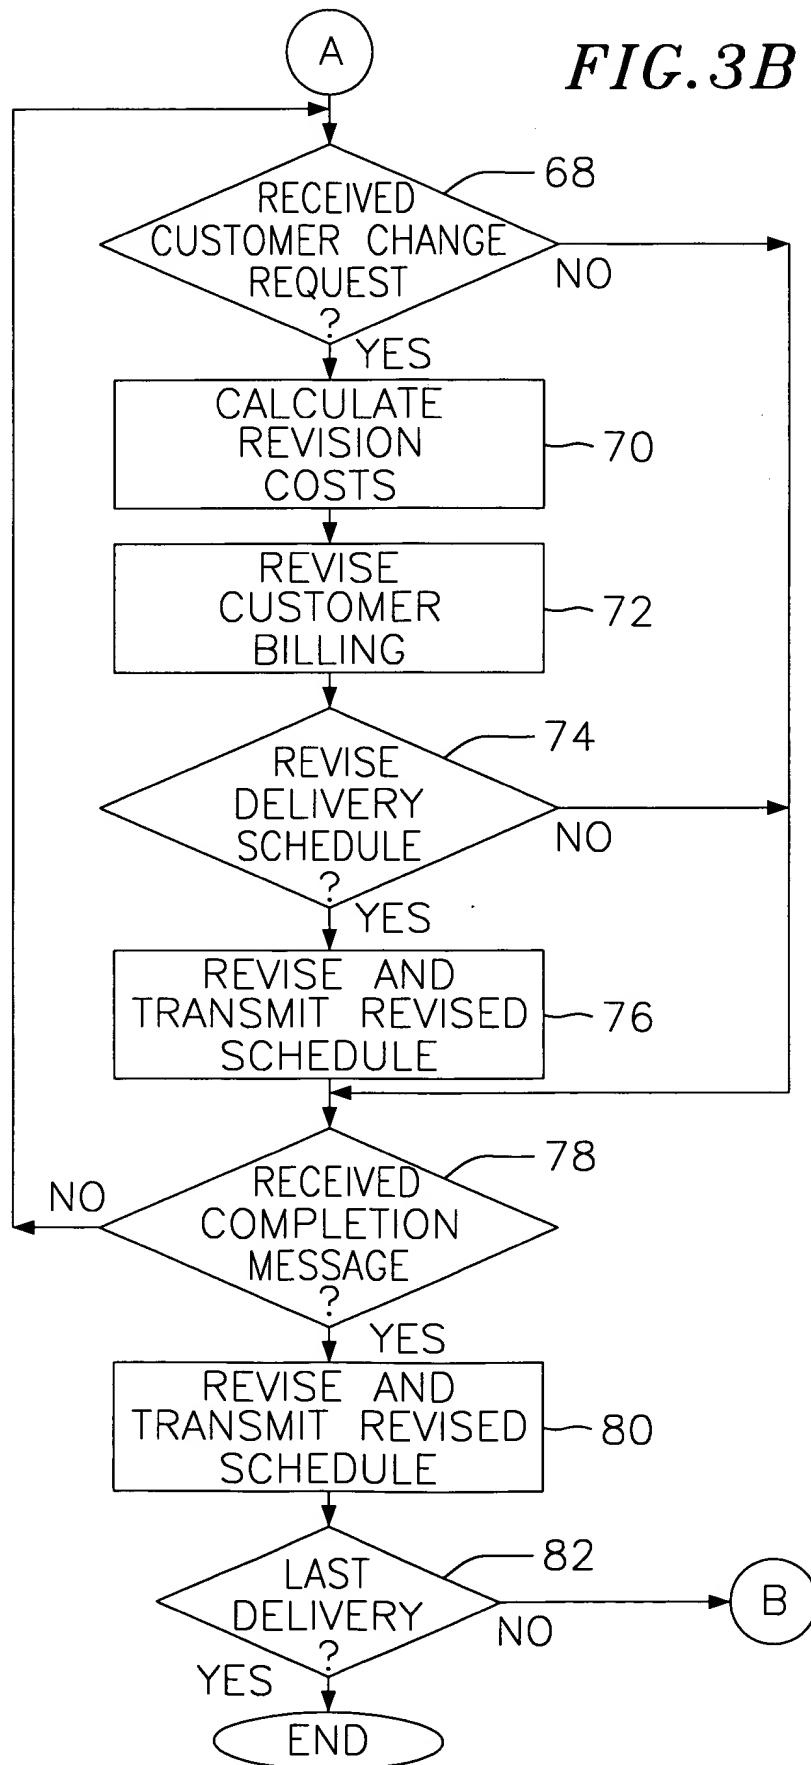 A
FIG.3B
68
RECEIVED
CUSTOMER CHANGE
REQUEST
?
NO
YES
CALCULATE
REVISION
COSTS
70
REVISE
CUSTOMER
BILLING
72
74
REVISE
DELIVERY
SCHEDULE
?
NO
YES
REVISE AND
TRANSMIT REVISED
SCHEDULE
76
78
RECEIVED
COMPLETION
MESSAGE
?
NO
YES
REVISE AND
TRANSMIT REVISED
SCHEDULE
80
82
LAST
DELIVERY
?
NO
B
YES
END